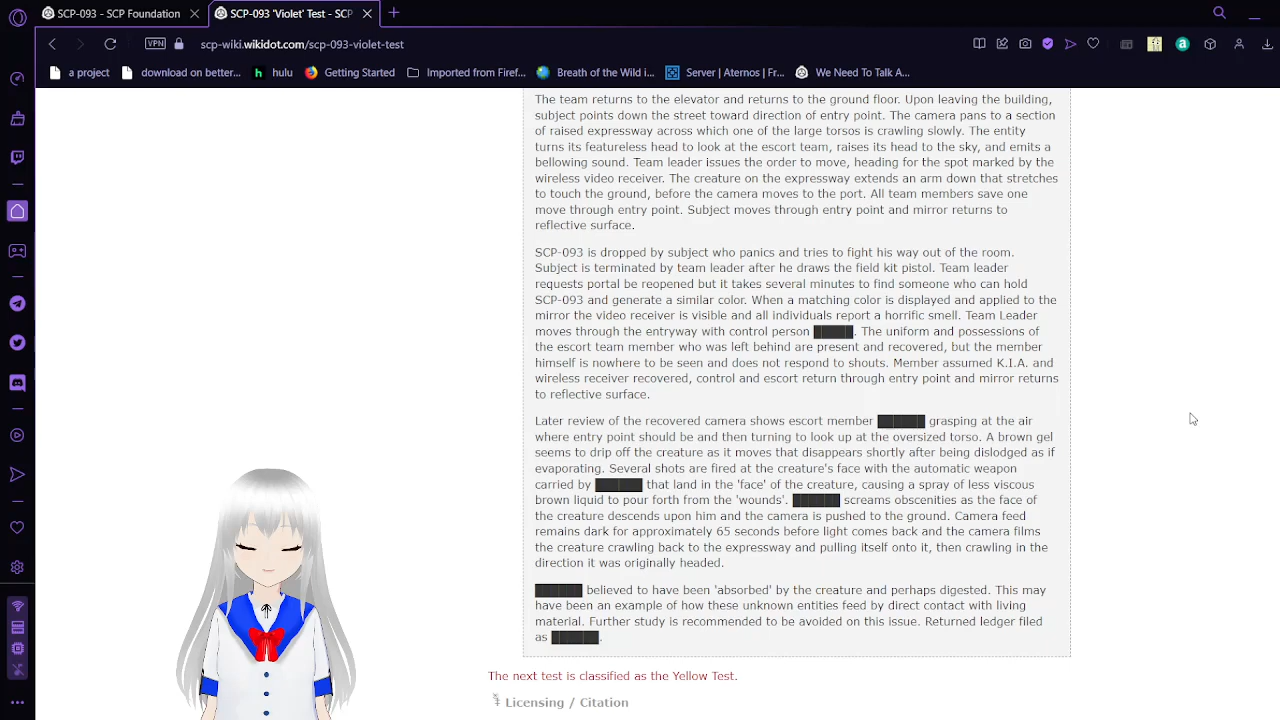 SCP-093 - SCP Foundation
SCP-093 'Violet' Test - SCP
VPN
scp-wiki.wikidot.com/scp-093-violet-test
a project
download on better...
hulu
Getting Started
Imported from Firef...
Breath of the Wild i...
Server | Aternos | Fr...
We Need To Talk A...
The team returns to the elevator and returns to the ground floor. Upon leaving the building,
subject points down the street toward direction of entry point. The camera pans to a section
of raised expressway across which one of the large torsos is crawling slowly. The entity
turns its featureless head to look at the escort team, raises its head to the sky, and emits a
bellowing sound. Team leader issues the order to move, heading for the spot marked by the
wireless video receiver. The creature on the expressway extends an arm down that stretches
to touch the ground, before the camera moves to the port. All team members save one
move through entry point. Subject moves through entry point and mirror returns to
reflective surface.
SCP-093 is dropped by subject who panics and tries to fight his way out of the room.
Subject is terminated by team leader after he draws the field kit pistol. Team leader
requests portal be reopened but it takes several minutes to find someone who can hold
SCP-093 and generate a similar color. When a matching color is displayed and applied to the
mirror the video receiver is visible and all individuals report a horrific smell. Team Leader
moves through the entryway with control person █████. The uniform and possessions of
the escort team member who was left behind are present and recovered, but the member
himself is nowhere to be seen and does not respond to shouts. Member assumed K.I.A. and
wireless receiver recovered, control and escort return through entry point and mirror returns
to reflective surface.
Later review of the recovered camera shows escort member ██████ grasping at the air
where entry point should be and then turning to look up at the oversized torso. A brown gel
seems to drip off the creature as it moves that disappears shortly after being dislodged as if
evaporating. Several shots are fired at the creature's face with the automatic weapon
carried by ██████ that land in the 'face' of the creature, causing a spray of less viscous
brown liquid to pour forth from the 'wounds'. ██████ screams obscenities as the face of
the creature descends upon him and the camera is pushed to the ground. Camera feed
remains dark for approximately 65 seconds before light comes back and the camera films
the creature crawling back to the expressway and pulling itself onto it, then crawling in the
direction it was originally headed.
██████ believed to have been 'absorbed' by the creature and perhaps digested. This may
have been an example of how these unknown entities feed by direct contact with living
material. Further study is recommended to be avoided on this issue. Returned ledger filed
as ██████.
The next test is classified as the Yellow Test.
Licensing / Citation